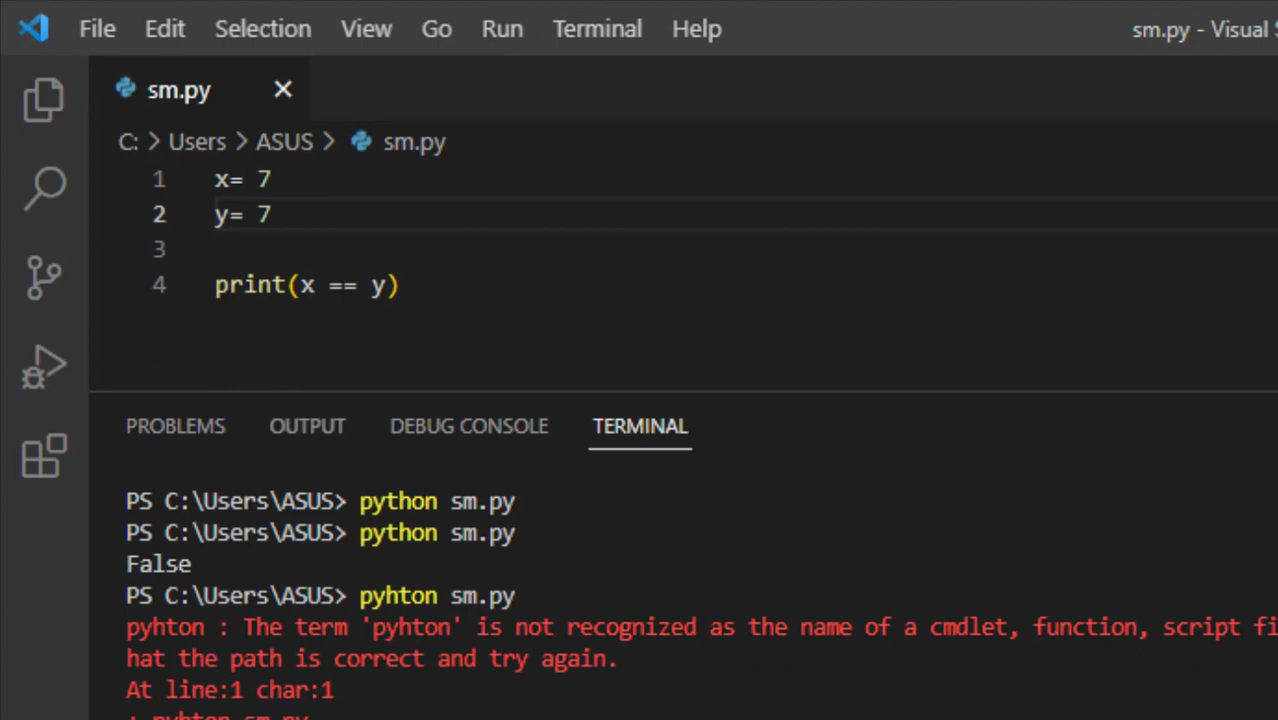 File Edit Selection View Go Run Terminal Help sm.py - Visual
sm.py
C: > Users > ASUS > sm.py
1 x= 7
2 y= 7
3
4 print(x == y)
PROBLEMS OUTPUT DEBUG CONSOLE TERMINAL
PS C:\Users\ASUS> python sm.py
PS C:\Users\ASUS> python sm.py
False
PS C:\Users\ASUS> pyhton sm.py
pyhton : The term 'pyhton' is not recognized as the name of a cmdlet, function, script fi
hat the path is correct and try again.
At line:1 char:1
+ pyhton sm.py